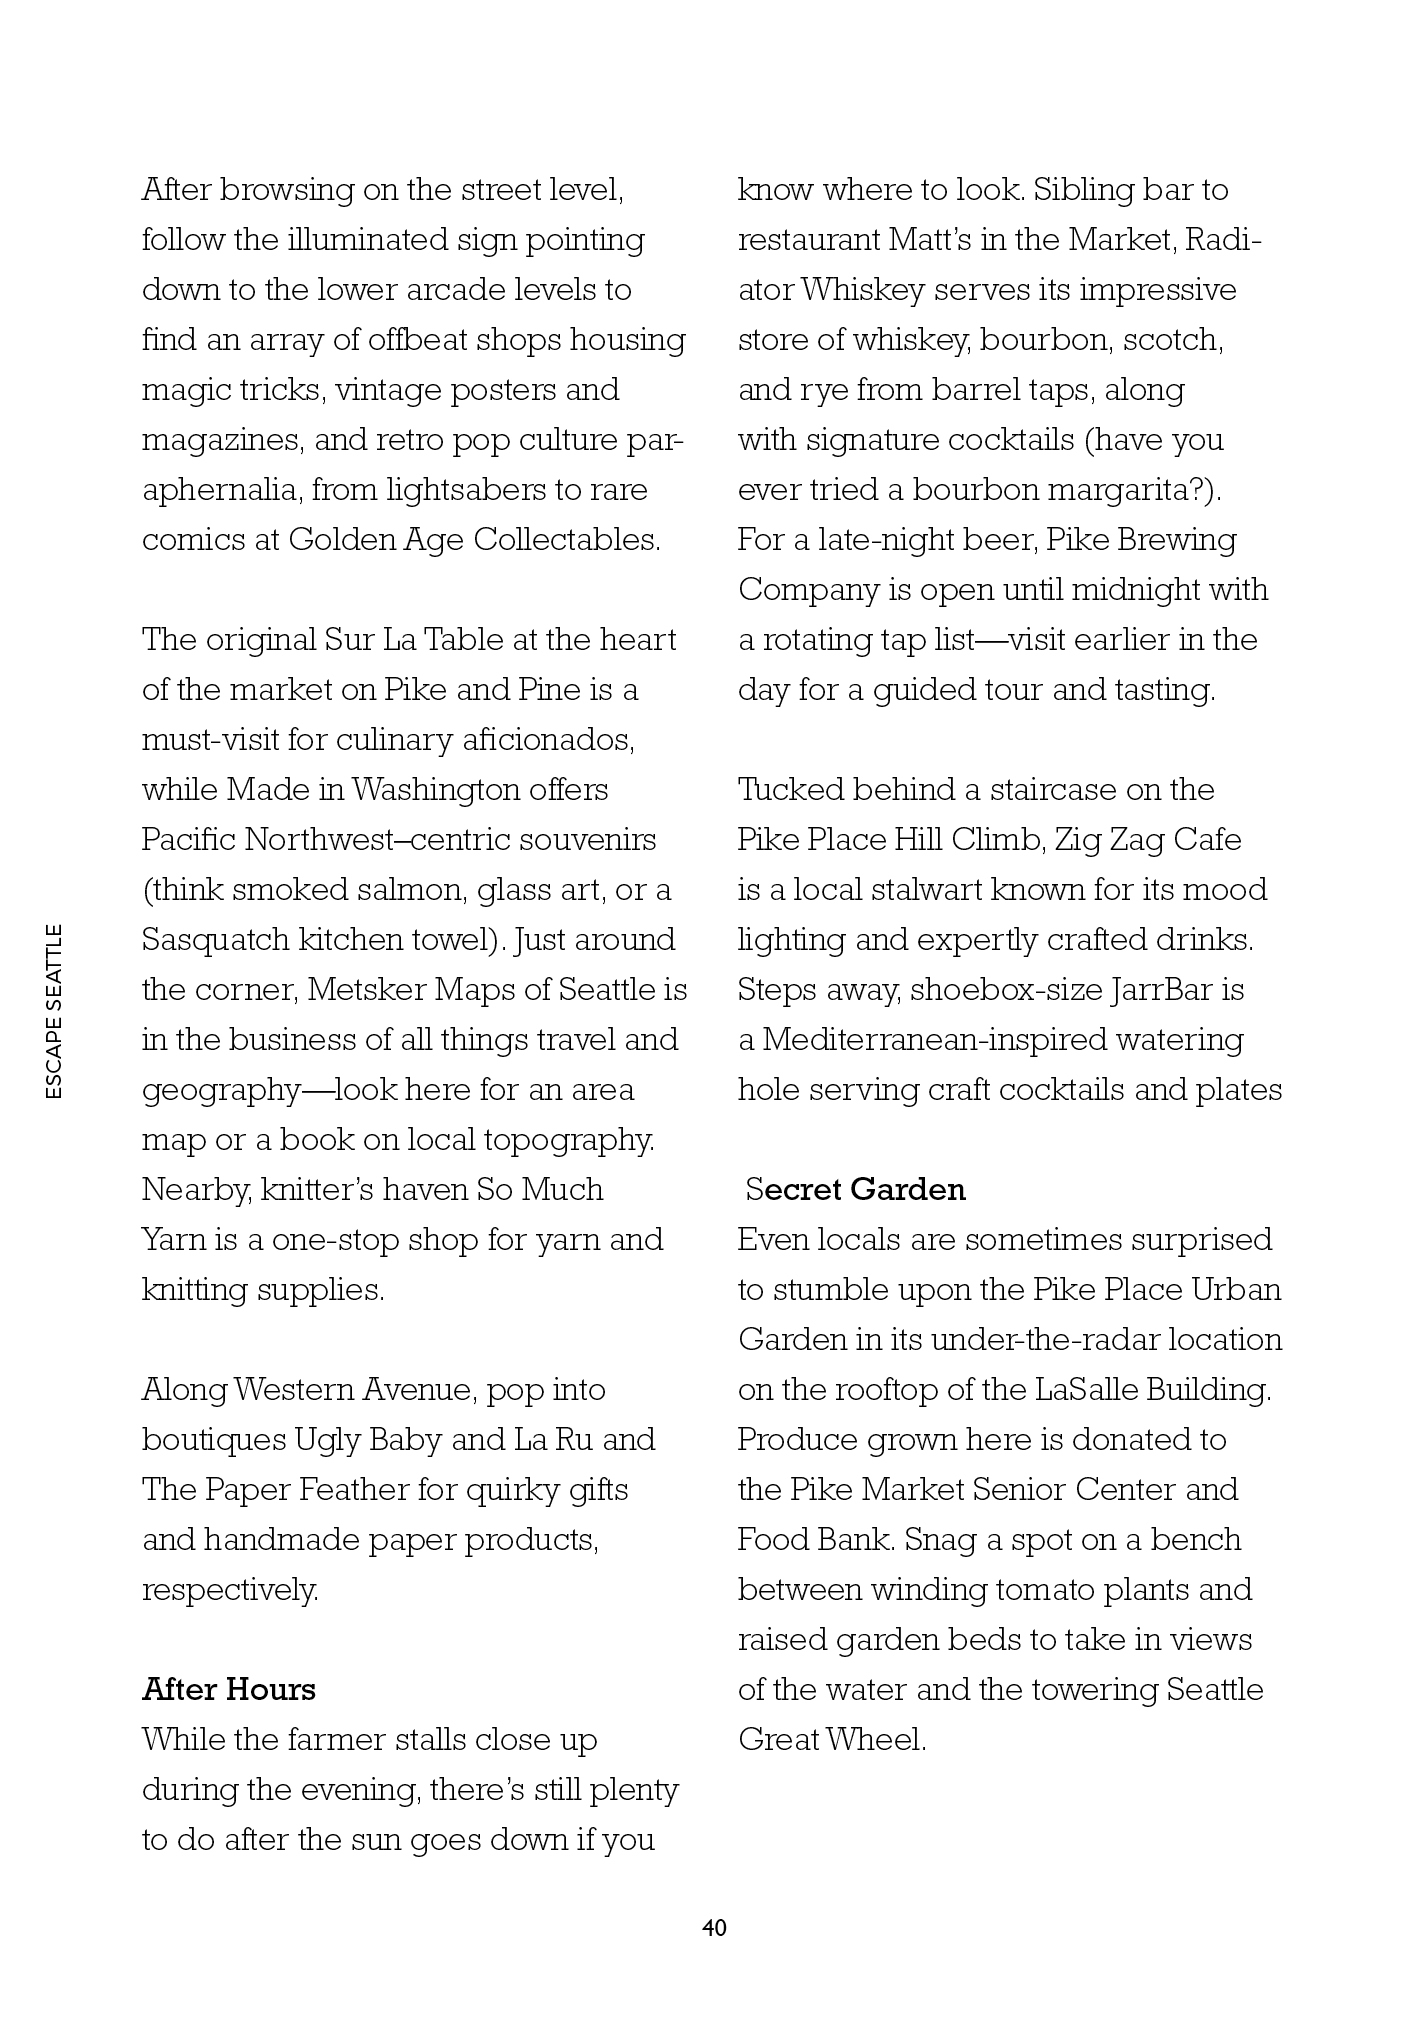 After browsing on the street level,
follow the illuminated sign pointing
down to the lower arcade levels to
find an array of offbeat shops housing
magic tricks, vintage posters and
magazines, and retro pop culture par-
aphernalia, from lightsabers to rare
comics at Golden Age Collectables.
The original Sur La Table at the heart
of the market on Pike and Pine is a
must-visit for culinary aficionados,
while Made in Washington offers
Pacific Northwest–centric souvenirs
(think smoked salmon, glass art, or a
Sasquatch kitchen towel). Just around
the corner, Metsker Maps of Seattle is
in the business of all things travel and
geography—look here for an area
map or a book on local topography.
Nearby, knitter’s haven So Much
Yarn is a one-stop shop for yarn and
knitting supplies.
Along Western Avenue, pop into
boutiques Ugly Baby and La Ru and
The Paper Feather for quirky gifts
and handmade paper products,
respectively.
After Hours
While the farmer stalls close up
during the evening, there’s still plenty
to do after the sun goes down if you
know where to look. Sibling bar to
restaurant Matt’s in the Market, Radi-
ator Whiskey serves its impressive
store of whiskey, bourbon, scotch,
and rye from barrel taps, along
with signature cocktails (have you
ever tried a bourbon margarita?).
For a late-night beer, Pike Brewing
Company is open until midnight with
a rotating tap list—visit earlier in the
day for a guided tour and tasting.
Tucked behind a staircase on the
Pike Place Hill Climb, Zig Zag Cafe
is a local stalwart known for its mood
lighting and expertly crafted drinks.
Steps away, shoebox-size JarrBar is
a Mediterranean-inspired watering
hole serving craft cocktails and plates
Secret Garden
Even locals are sometimes surprised
to stumble upon the Pike Place Urban
Garden in its under-the-radar location
on the rooftop of the LaSalle Building.
Produce grown here is donated to
the Pike Market Senior Center and
Food Bank. Snag a spot on a bench
between winding tomato plants and
raised garden beds to take in views
of the water and the towering Seattle
Great Wheel.
ESCAPE SEATTLE
40